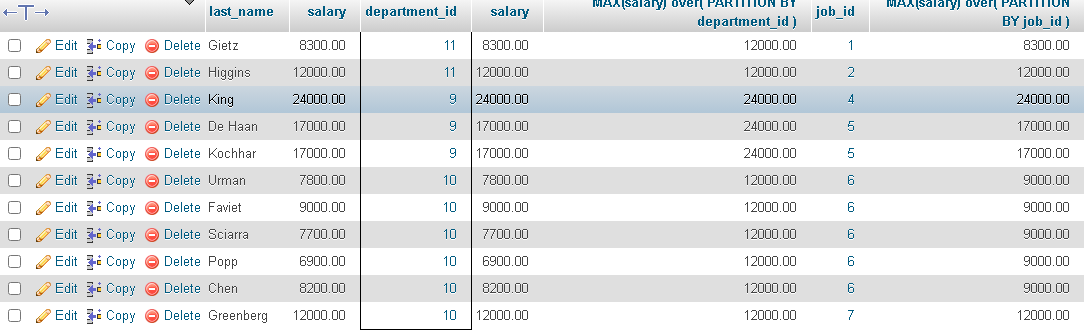 ←T→ last_name salary department_id salary MAX(salary) over( PARTITION BY department_id ) job_id MAX(salary) over( PARTITION BY job_id )
Edit Copy Delete Gietz 8300.00 11 8300.00 12000.00 1 8300.00
Edit Copy Delete Higgins 12000.00 11 12000.00 12000.00 2 12000.00
Edit Copy Delete King 24000.00 9 24000.00 24000.00 4 24000.00
Edit Copy Delete De Haan 17000.00 9 17000.00 24000.00 5 17000.00
Edit Copy Delete Kochhar 17000.00 9 17000.00 24000.00 5 17000.00
Edit Copy Delete Urman 7800.00 10 7800.00 12000.00 6 9000.00
Edit Copy Delete Faviet 9000.00 10 9000.00 12000.00 6 9000.00
Edit Copy Delete Sciarra 7700.00 10 7700.00 12000.00 6 9000.00
Edit Copy Delete Popp 6900.00 10 6900.00 12000.00 6 9000.00
Edit Copy Delete Chen 8200.00 10 8200.00 12000.00 6 9000.00
Edit Copy Delete Greenberg 12000.00 10 12000.00 12000.00 7 12000.00